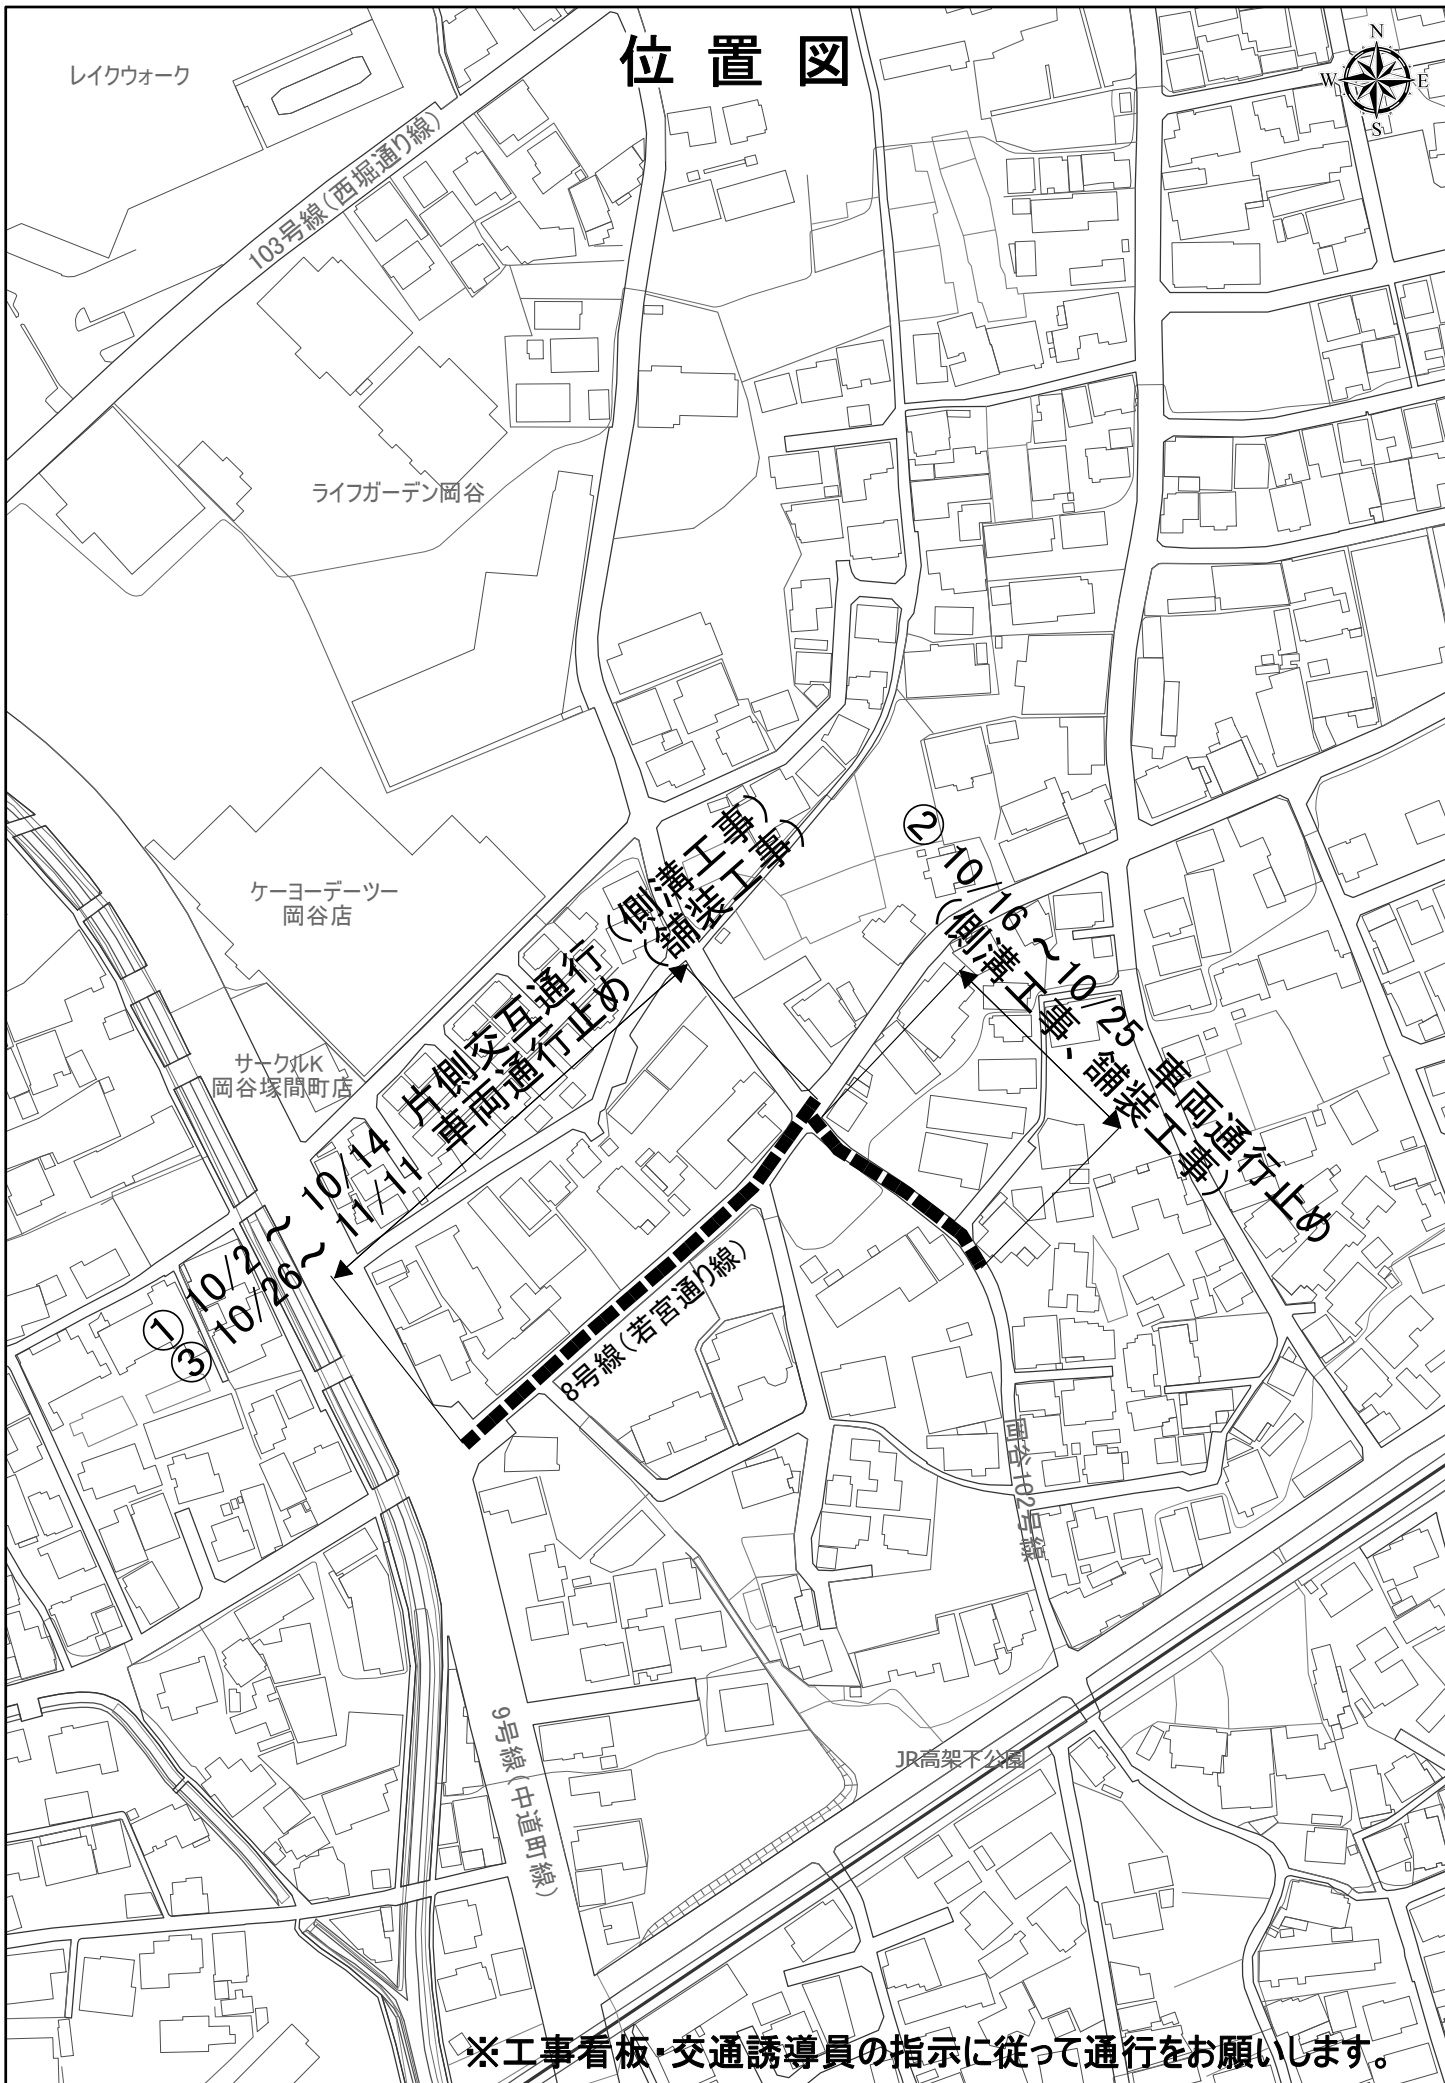 位置図
N
W
E
S
レイクウォーク
103号線(西堀通り線)
ライフガーデン岡谷
ケーヨーデーツー
岡谷店
サークルK
岡谷塚間町店
① 10/2 ～ 10/14 片側交互通行 (側溝工事)
③ 10/26～ 11/11 車両通行止め (舗装工事)
② 10/16 ～10/25 車両通行止め
(側溝工事、舗装工事)
8号線(若宮通り線)
岡谷102号線
9号線(中道町線)
JR高架下公園
※工事看板・交通誘導員の指示に従って通行をお願いします。